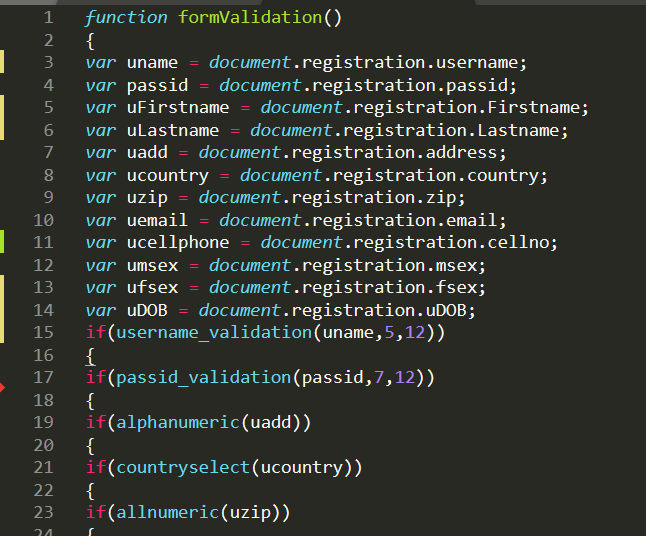 1 function formValidation()
2 {
3 var uname = document.registration.username;
4 var passid = document.registration.passid;
5 var uFirstname = document.registration.Firstname;
6 var uLastname = document.registration.Lastname;
7 var uadd = document.registration.address;
8 var ucountry = document.registration.country;
9 var uzip = document.registration.zip;
10 var uemail = document.registration.email;
11 var ucellphone = document.registration.cellno;
12 var umsex = document.registration.msex;
13 var ufsex = document.registration.fsex;
14 var uDOB = document.registration.uDOB;
15 if(username_validation(uname,5,12))
16 {
17 if(passid_validation(passid,7,12))
18 {
19 if(alphanumeric(uadd))
20 {
21 if(countryselect(ucountry))
22 {
23 if(allnumeric(uzip))
24 {